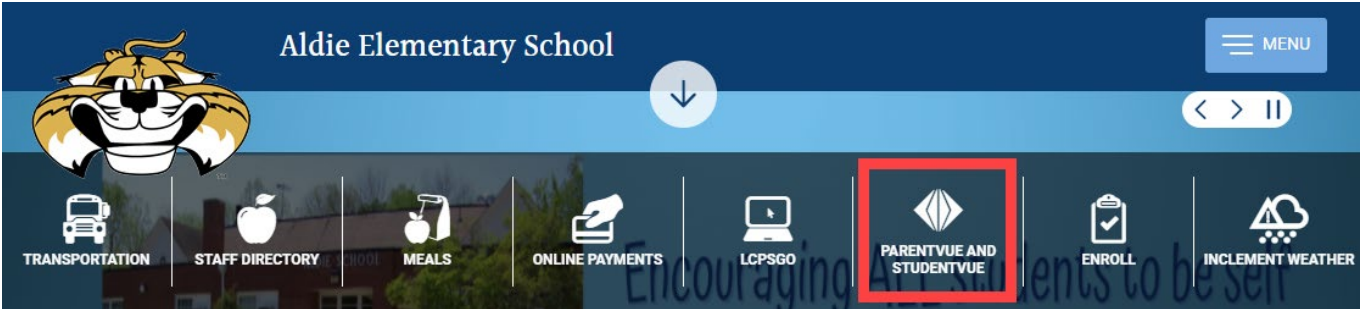 Aldie Elementary School
MENU
TRANSPORTATION
STAFF DIRECTORY
MEALS
ONLINE PAYMENTS
LCPSGO
PARENTVUE AND
STUDENTVUE
ENROLL
INCLEMENT WEATHER
SCHOOL
Encouraging ALL students to be self